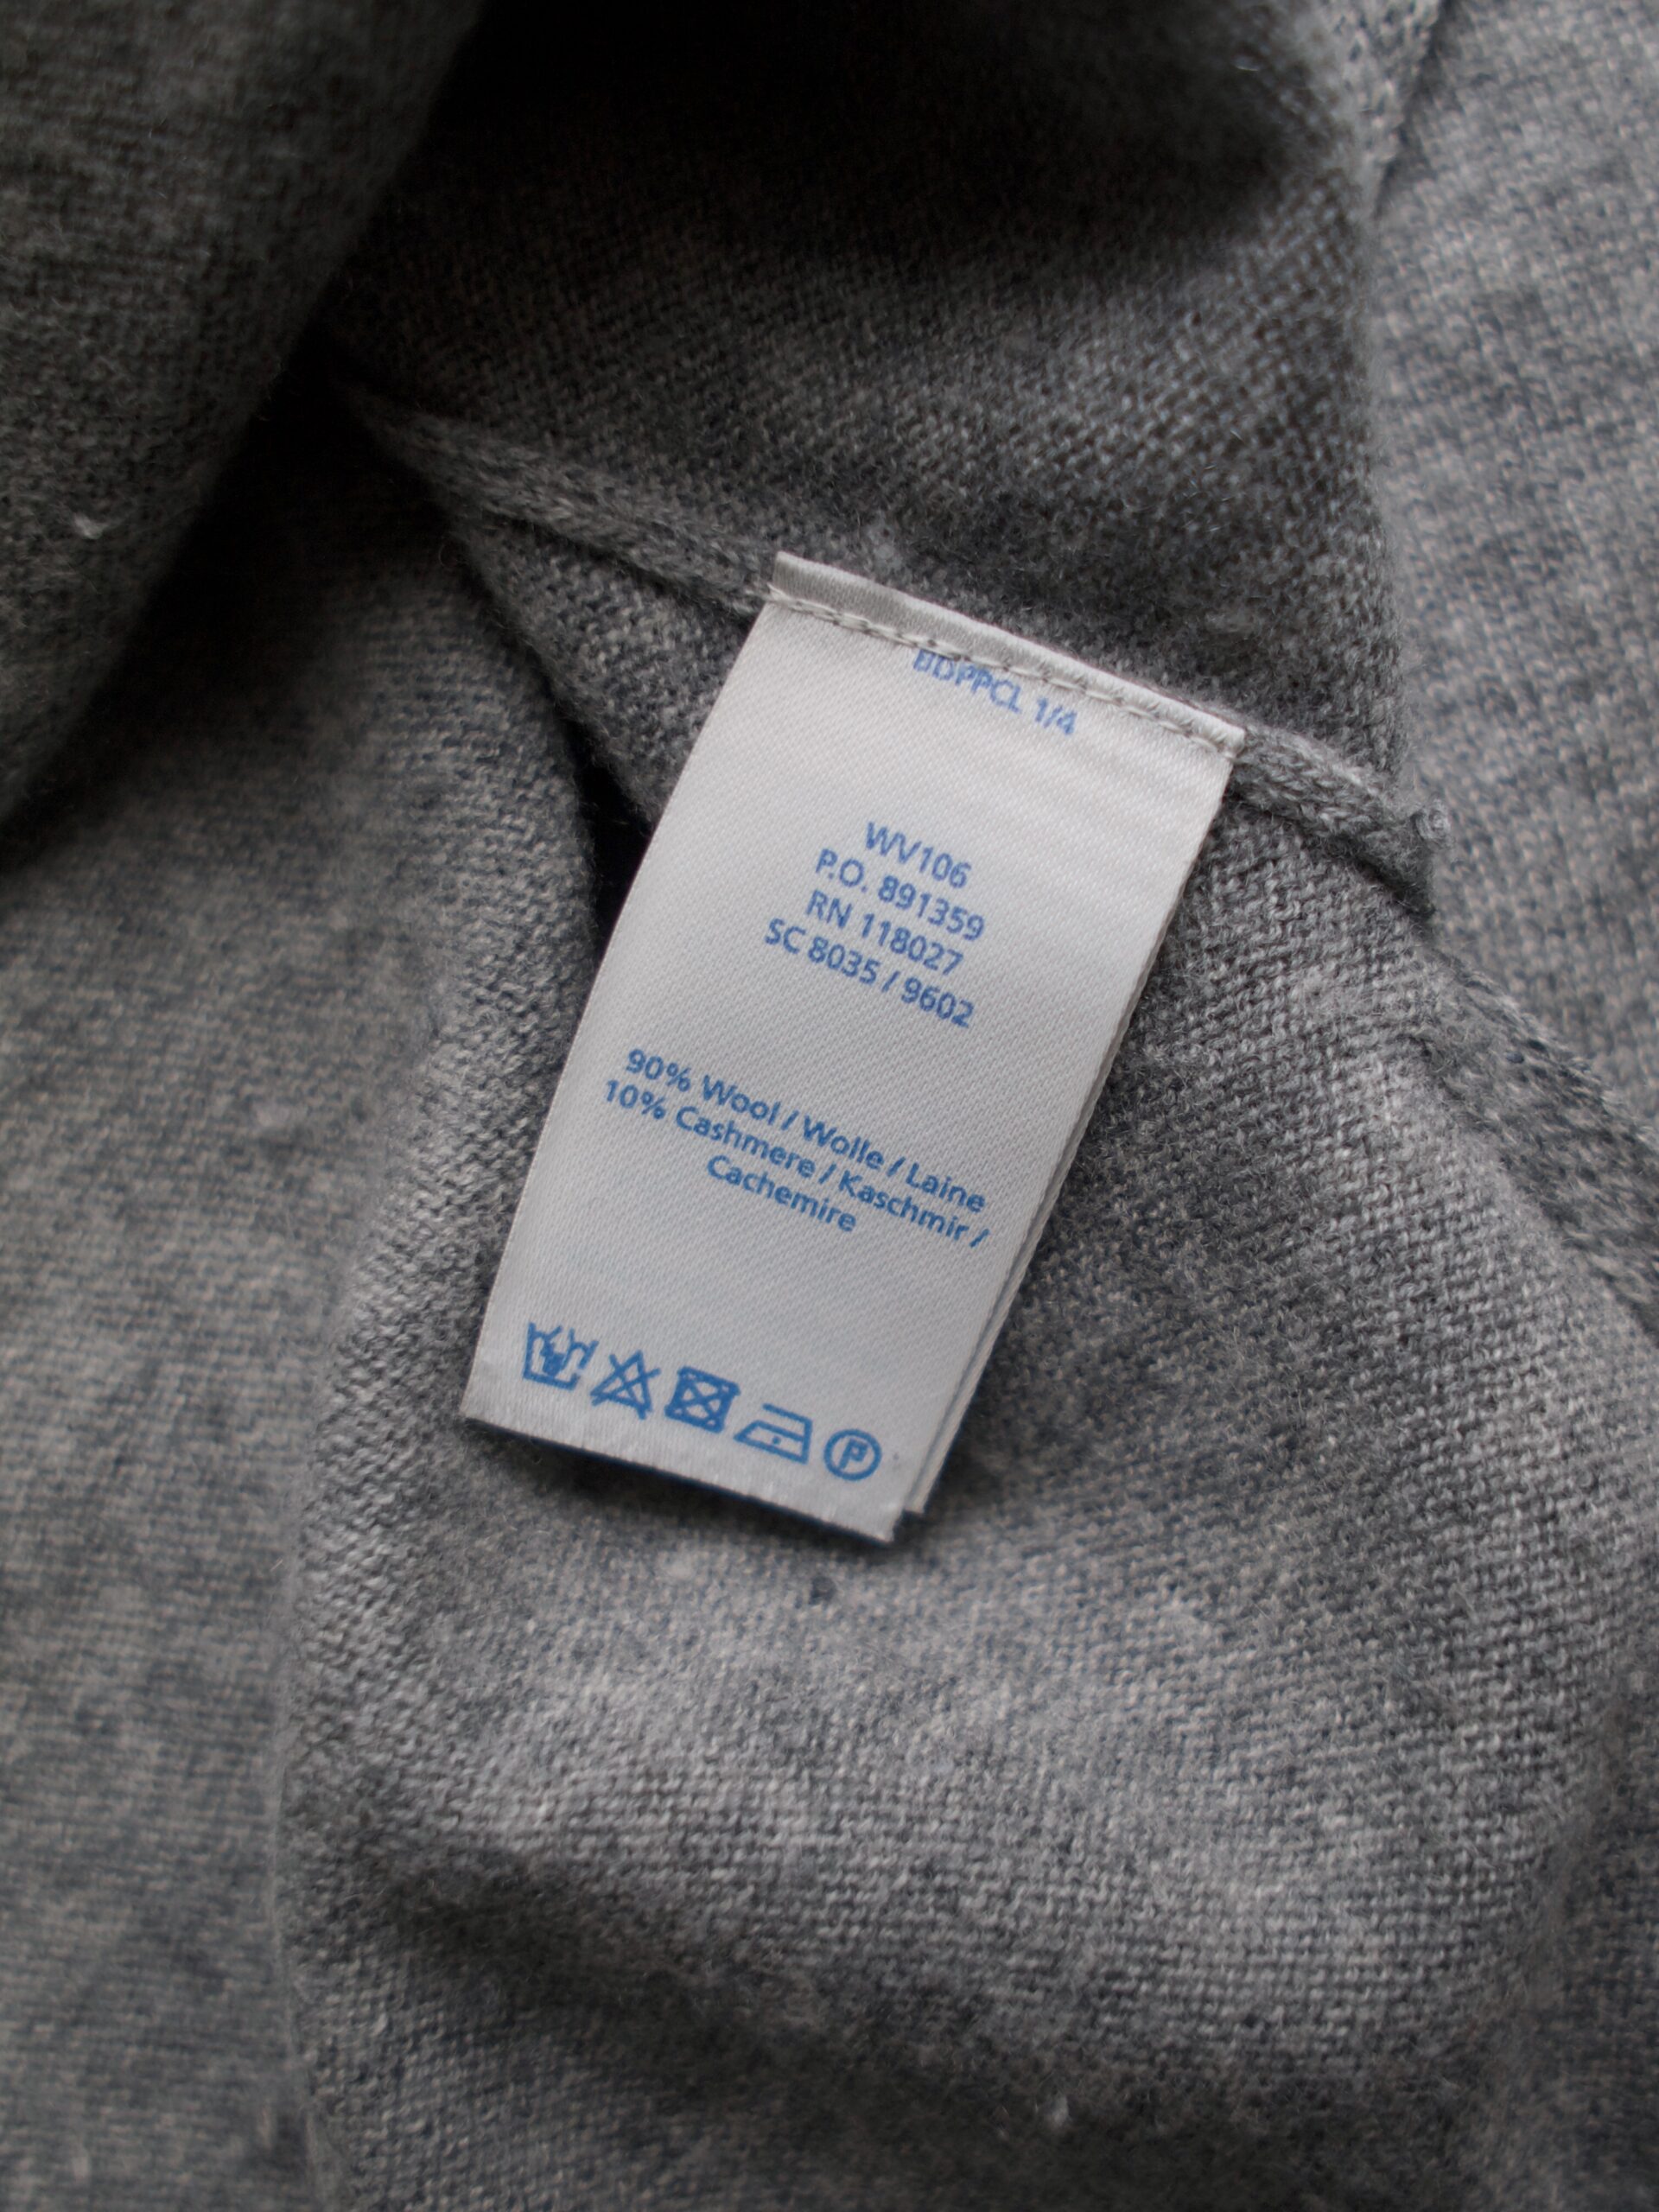 BDPPCL 1/4
WV106
P.O. 891359
RN 118027
SC 8035 / 9602
90% Wool / Wolle / Laine
10% Cashmere / Kaschmir /
Cachemire
P